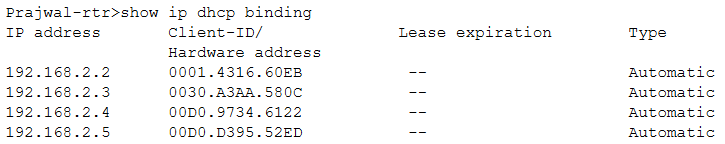 Prajwal-rtr>show ip dhcp binding
IP address       Client-ID/              Lease expiration        Type
                 Hardware address
192.168.2.2      0001.4316.60EB           --                     Automatic
192.168.2.3      0030.A3AA.580C           --                     Automatic
192.168.2.4      00D0.9734.6122           --                     Automatic
192.168.2.5      00D0.D395.52ED           --                     Automatic